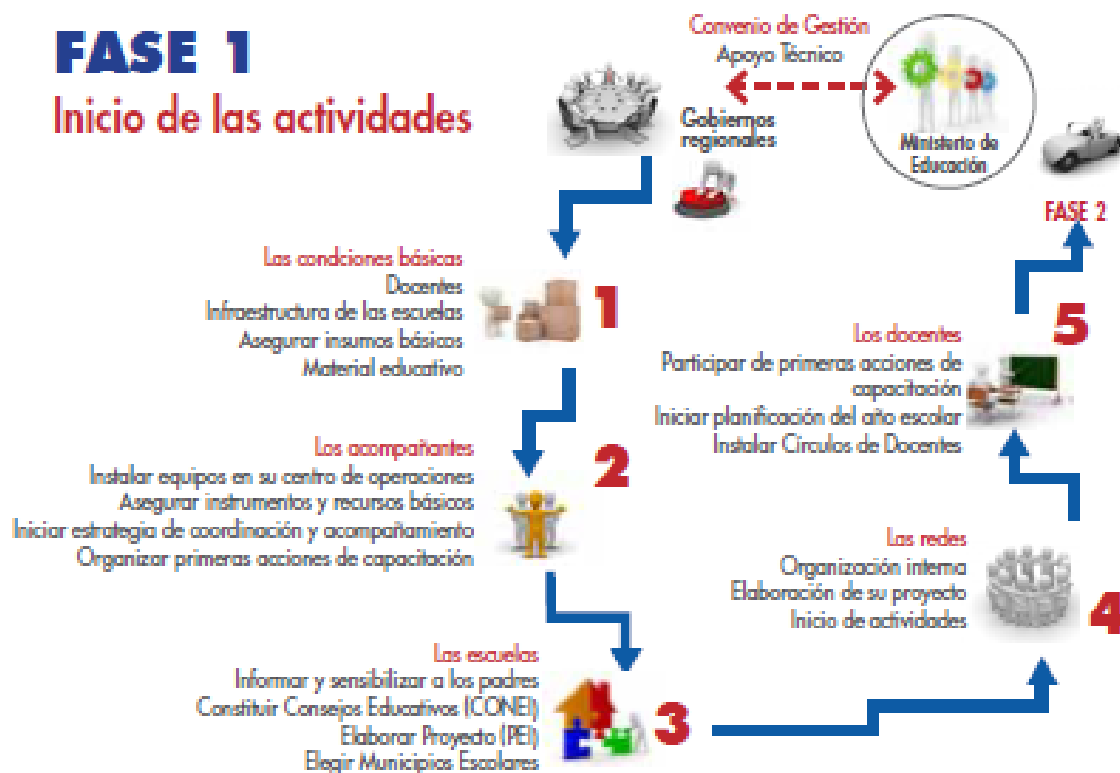 FASE 1
Inicio de las actividades
Convenio de Gestión
Apoyo Técnico
Gobiernos
regionales
Ministerio de
Educación
FASE 2
Las condciones básicas
Docentes
Infraestructura de las escuelas
Asegurar insumos básicos
Material educativo
1
Los acompañantes
Instalar equipos en su centro de operaciones
Asegurar instrumentos y recursos básicos
Iniciar estrategia de coordinación y acompañamiento
Organizar primeras acciones de capacitación
2
Las escuelas
Informar y sensibilizar a los padres
Constituir Consejos Educativos (CONEI)
Elaborar Proyecto (PEI)
Elegir Municipios Escolares
3
Las redes
Organización interna
Elaboración de su proyecto
Inicio de actividades
4
Los docentes
Participar de primeras acciones de
capacitación
Iniciar planificación del año escolar
Instalar Círculos de Docentes
5